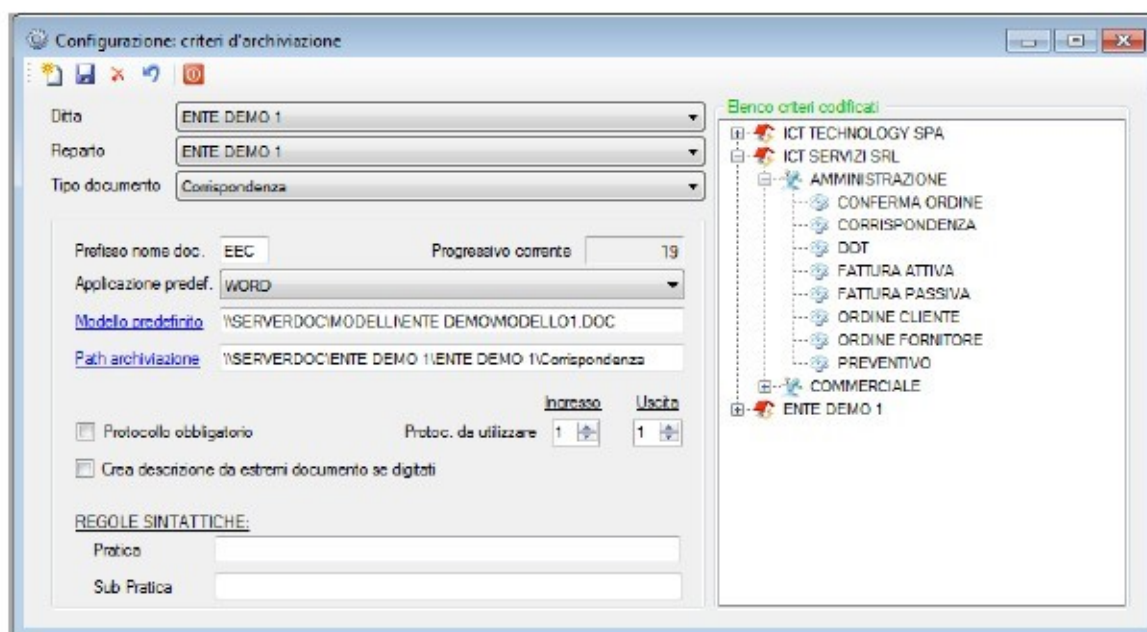 Configurazione: criteri d'archiviazione
Ditta ENTE DEMO 1
Reparto ENTE DEMO 1
Tipo documento Corrispondenza
Prefisso nome doc. EEC Progressivo corrente 19
Applicazione predef. WORD
Modello predefinito \\SERVERDOC\MODELLI\ENTE DEMO\MODELLO1.DOC
Path archiviazione \\SERVERDOC\ENTE DEMO 1\ENTE DEMO 1\Corrispondenza
Ingresso Uscita
Protocollo obbligatorio Protoc. da utilizzare 1 1
Crea descrizione da estremi documento se digitati
REGOLE SINTATTICHE:
Pratica
Sub Pratica
Elenco criteri codificati
ICT TECHNOLOGY SPA
ICT SERVIZI SRL
AMMINISTRAZIONE
CONFERMA ORDINE
CORRISPONDENZA
DDT
FATTURA ATTIVA
FATTURA PASSIVA
ORDINE CLIENTE
ORDINE FORNITORE
PREVENTIVO
COMMERCIALE
ENTE DEMO 1